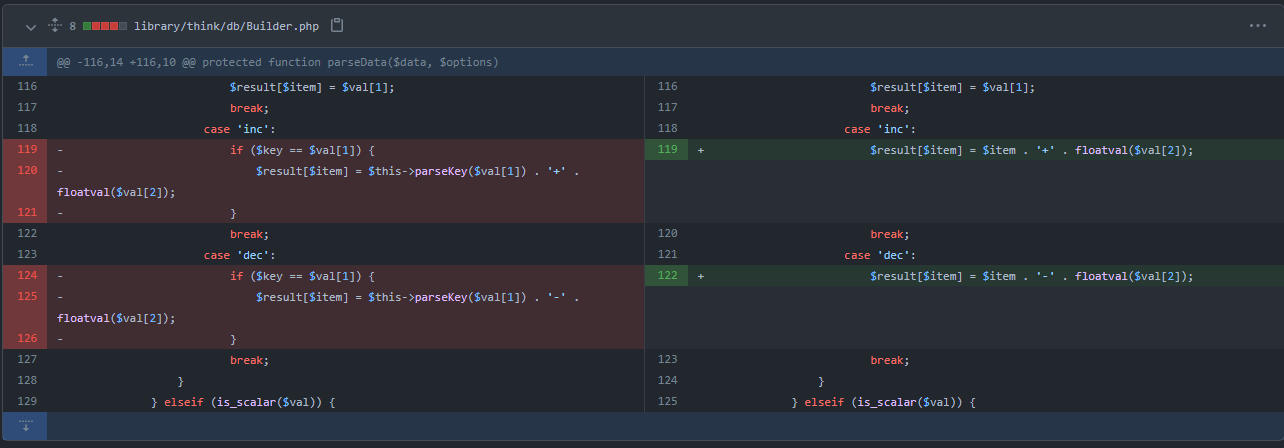 8 library/think/db/Builder.php
@@ -116,14 +116,10 @@ protected function parseData($data, $options)
116 $result[$item] = $val[1];
117 break;
118 case 'inc':
119 - if ($key == $val[1]) {
120 - $result[$item] = $this->parseKey($val[1]) . '+' .
floatval($val[2]);
121 - }
122 break;
123 case 'dec':
124 - if ($key == $val[1]) {
125 - $result[$item] = $this->parseKey($val[1]) . '-' .
floatval($val[2]);
126 - }
127 break;
128 }
129 } elseif (is_scalar($val)) {
116 $result[$item] = $val[1];
117 break;
118 case 'inc':
119 + $result[$item] = $item . '+' . floatval($val[2]);
120 break;
121 case 'dec':
122 + $result[$item] = $item . '-' . floatval($val[2]);
123 break;
124 }
125 } elseif (is_scalar($val)) {